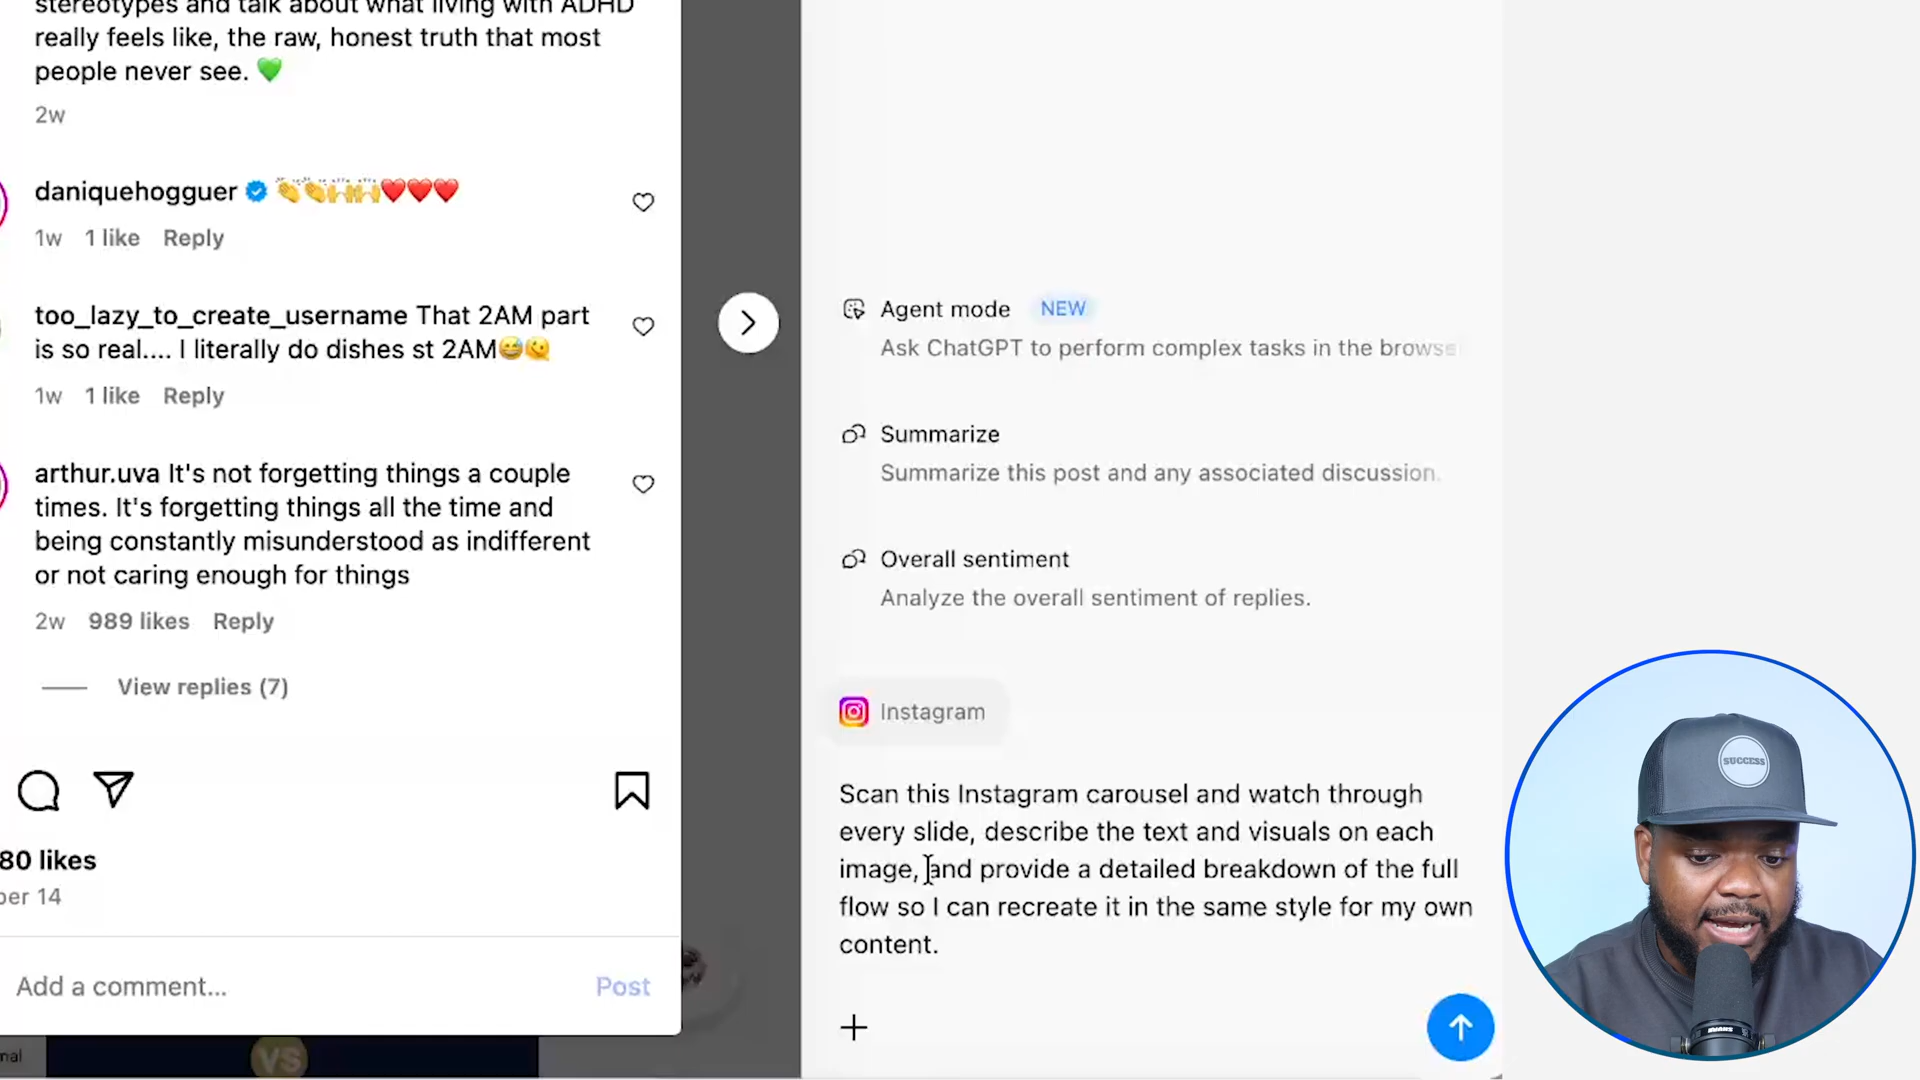 stereotypes and talk about what living with ADHD
really feels like, the raw, honest truth that most
people never see. 💚
2w
daniquehogguer 👏👏🙌🙌❤️❤️❤️
1w 1 like Reply
too_lazy_to_create_username That 2AM part
is so real.... I literally do dishes st 2AM😅🫠
1w 1 like Reply
arthur.uva It's not forgetting things a couple
times. It's forgetting things all the time and
being constantly misunderstood as indifferent
or not caring enough for things
2w 989 likes Reply
View replies (7)
80 likes
ber 14
Add a comment... Post
nal
VS
Agent mode NEW
Ask ChatGPT to perform complex tasks in the browse
Summarize
Summarize this post and any associated discussion.
Overall sentiment
Analyze the overall sentiment of replies.
Instagram
Scan this Instagram carousel and watch through
every slide, describe the text and visuals on each
image, and provide a detailed breakdown of the full
flow so I can recreate it in the same style for my own
content.
SUCCESS